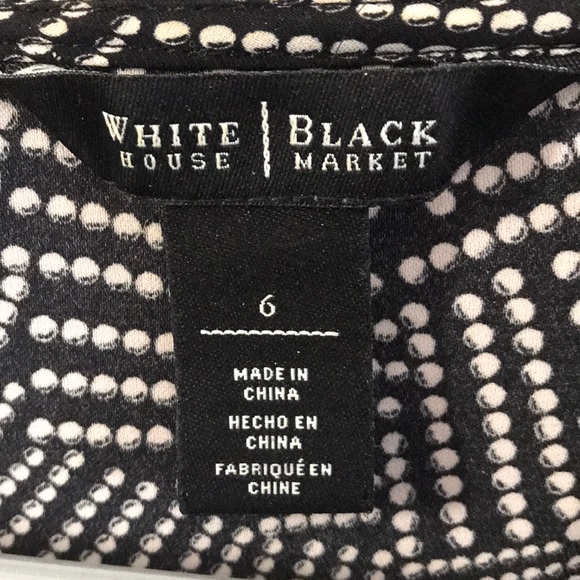 WHITE | BLACK
HOUSE | MARKET
6
MADE IN
CHINA
HECHO EN
CHINA
FABRIQUÉ EN
CHINE